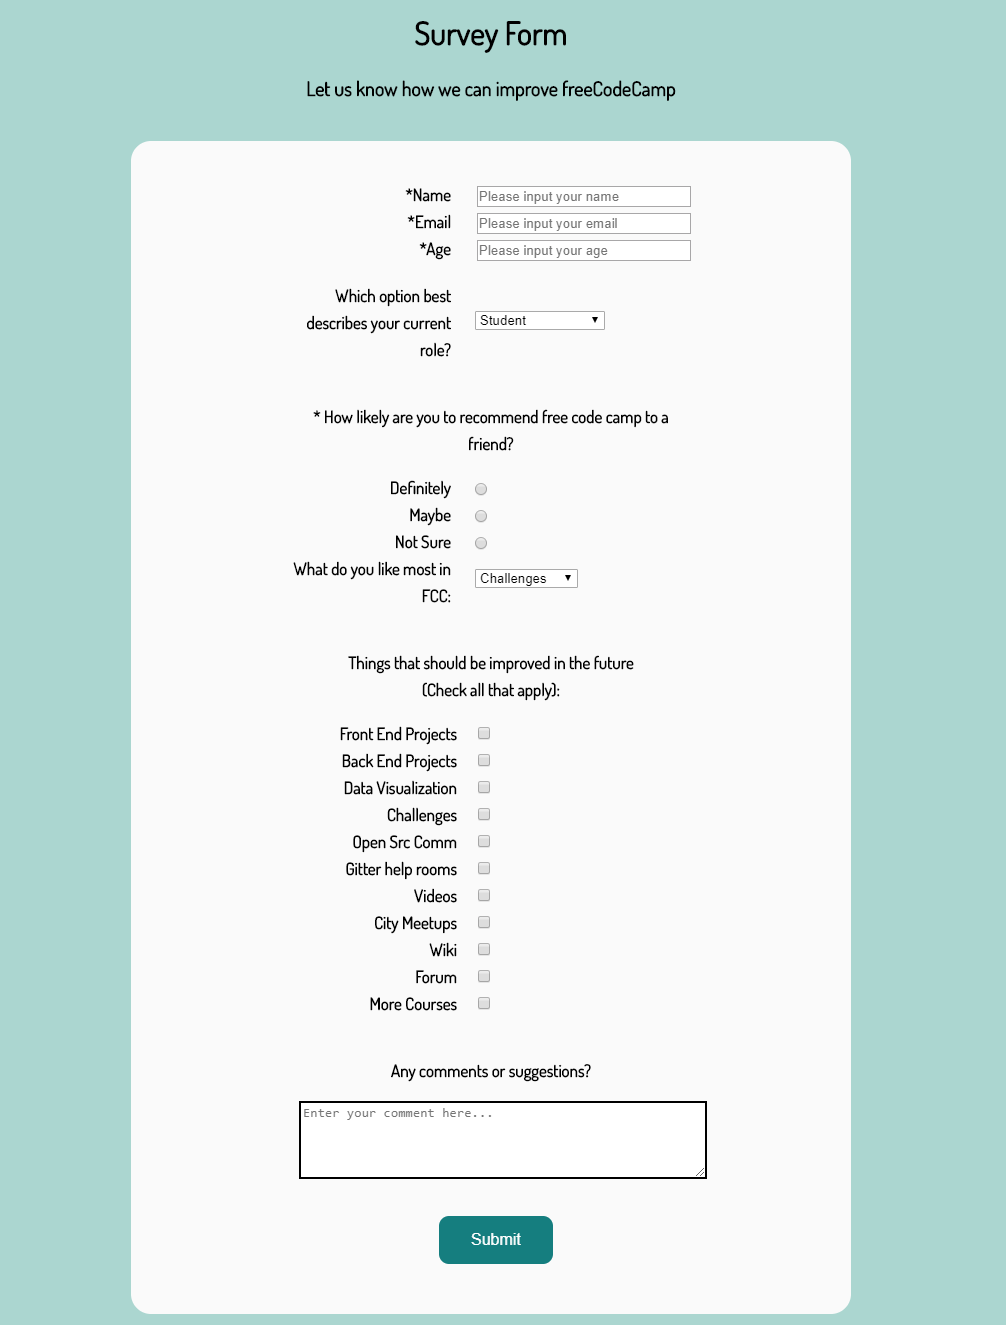 Survey Form
Let us know how we can improve freeCodeCamp
*Name Please input your name
*Email Please input your email
*Age Please input your age
Which option best
describes your current Student
role?
* How likely are you to recommend free code camp to a
friend?
Definitely
Maybe
Not Sure
What do you like most in Challenges
FCC:
Things that should be improved in the future
(Check all that apply):
Front End Projects
Back End Projects
Data Visualization
Challenges
Open Src Comm
Gitter help rooms
Videos
City Meetups
Wiki
Forum
More Courses
Any comments or suggestions?
Enter your comment here...
Submit